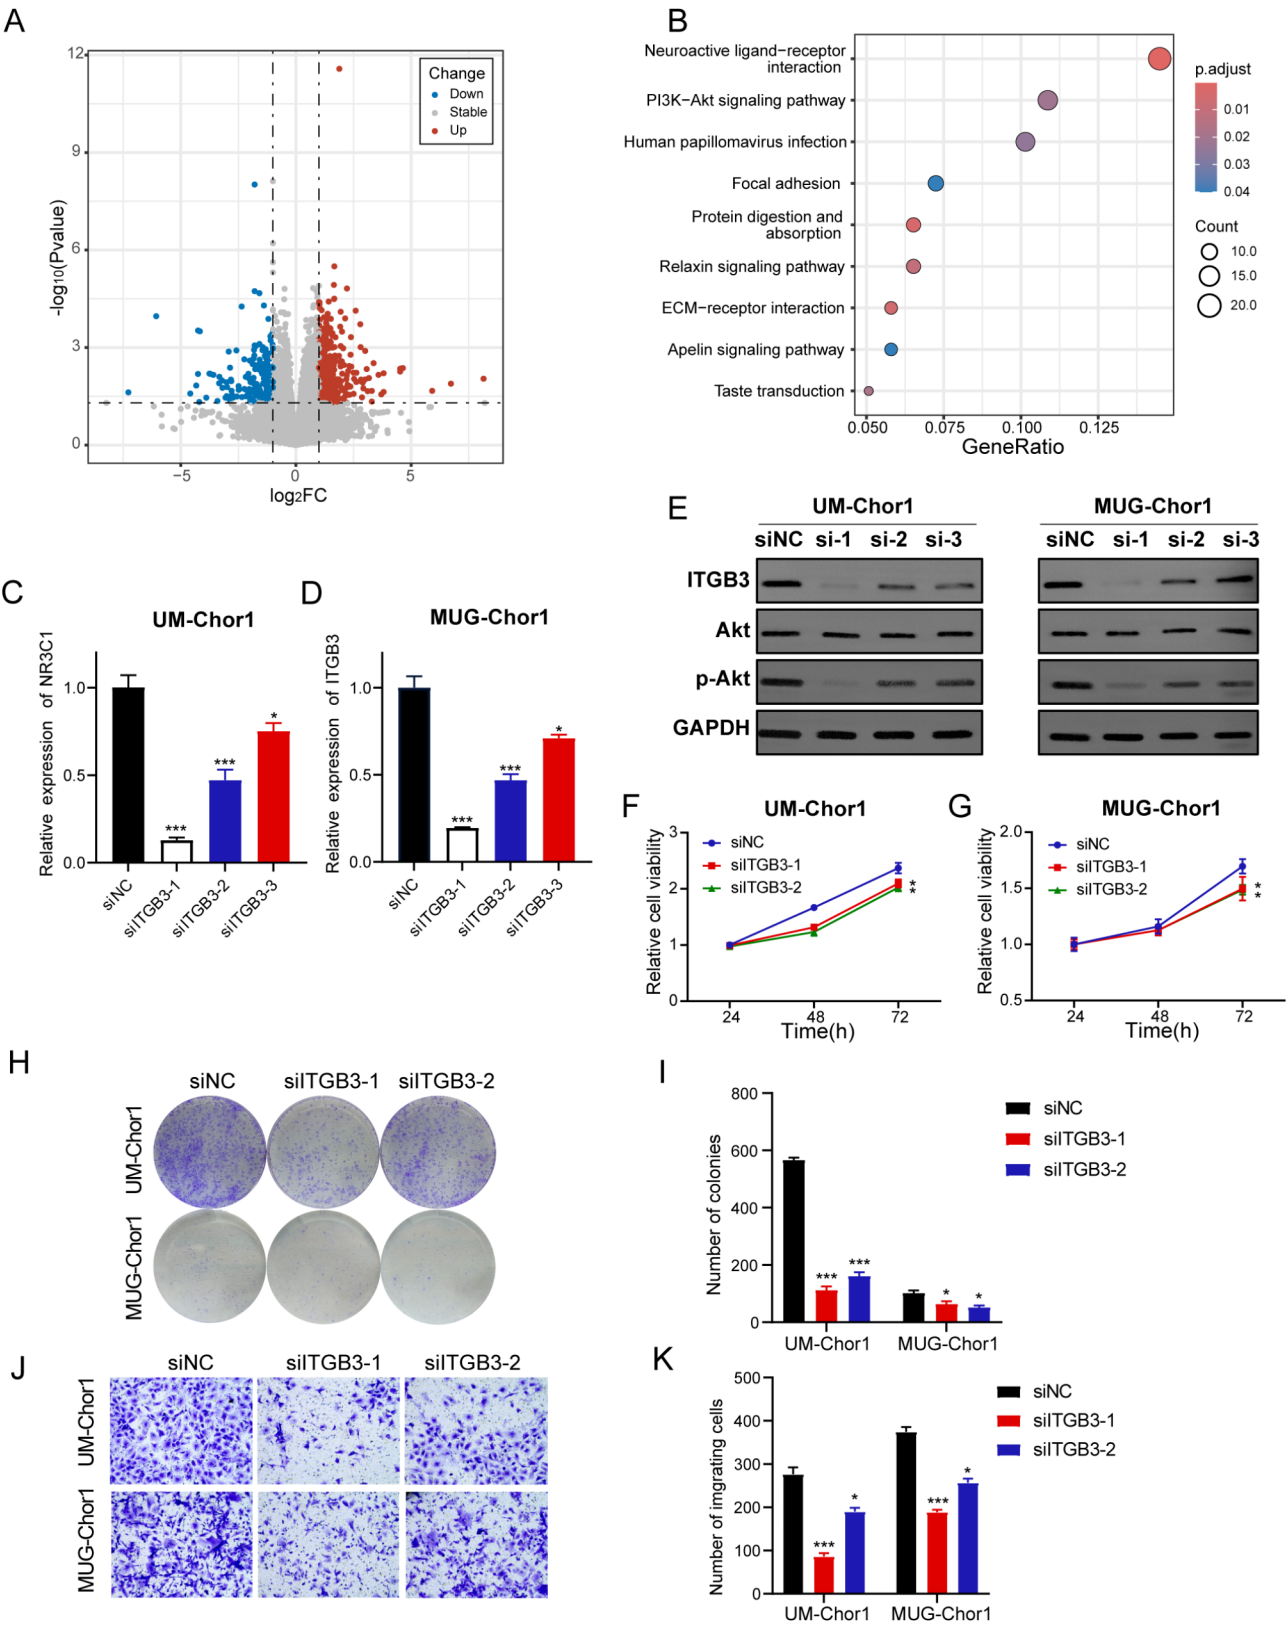 A
12
9
6
3
0
-log10(Pvalue)
−5
0
5
log2FC
Change
Down
Stable
Up
B
Neuroactive ligand−receptor
interaction
PI3K−Akt signaling pathway
Human papillomavirus infection
Focal adhesion
Protein digestion and
absorption
Relaxin signaling pathway
ECM−receptor interaction
Apelin signaling pathway
Taste transduction
0.050
0.075
0.100
0.125
GeneRatio
p.adjust
0.01
0.02
0.03
0.04
Count
10.0
15.0
20.0
C
UM-Chor1
Relative expression of NR3C1
1.0
0.5
0.0
***
***
*
siNC
siITGB3-1
siITGB3-2
siITGB3-3
D
MUG-Chor1
Relative expression of ITGB3
1.0
0.5
0.0
***
***
*
siNC
siITGB3-1
siITGB3-2
siITGB3-3
E
UM-Chor1
MUG-Chor1
siNC si-1 si-2 si-3
siNC si-1 si-2 si-3
ITGB3
Akt
p-Akt
GAPDH
F
UM-Chor1
Relative cell viability
3
2
1
0
siNC
siITGB3-1
siITGB3-2
*
*
24
48
72
Time(h)
G
MUG-Chor1
Relative cell viability
2.0
1.5
1.0
0.5
siNC
siITGB3-1
siITGB3-2
*
*
24
48
72
Time(h)
H
siNC
siITGB3-1
siITGB3-2
UM-Chor1
MUG-Chor1
I
Number of colonies
800
600
400
200
0
***
***
*
*
UM-Chor1
MUG-Chor1
siNC
siITGB3-1
siITGB3-2
J
siNC
siITGB3-1
siITGB3-2
UM-Chor1
MUG-Chor1
K
Number of imgrating cells
500
400
300
200
100
0
***
*
***
*
UM-Chor1
MUG-Chor1
siNC
siITGB3-1
siITGB3-2